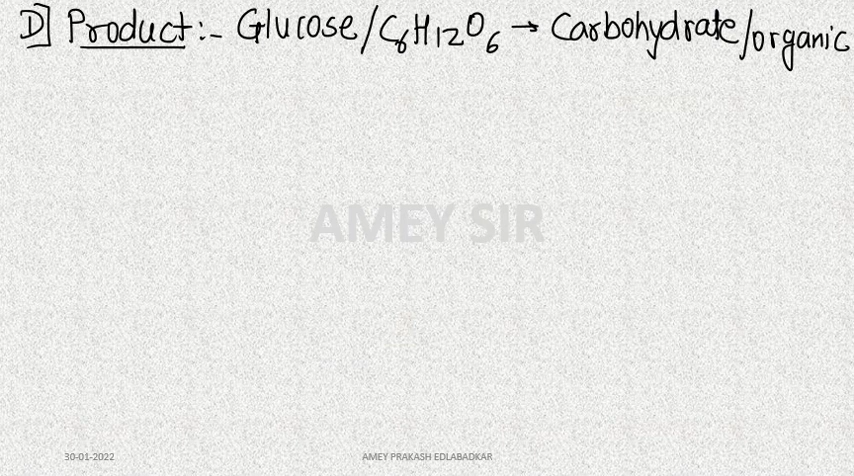 D] Product :- Glucose/C₆H₁₂O₆ → Carbohydrate/organic
AMEY SIR
30-01-2022
AMEY PRAKASH EDLABADKAR